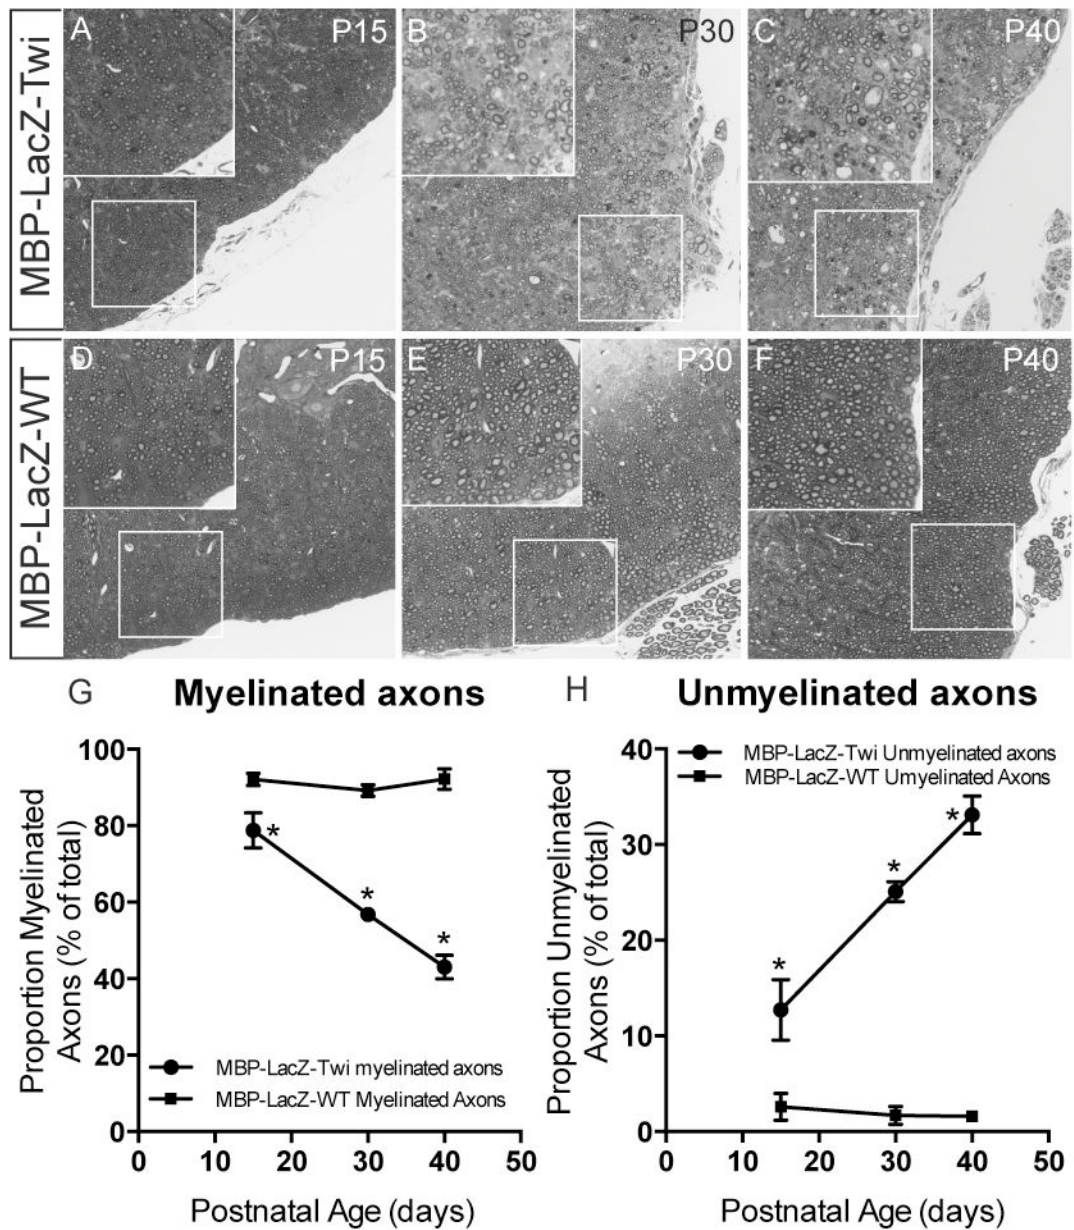 MBP-LacZ-Twi
A
P15
B
P30
C
P40
MBP-LacZ-WT
D
P15
E
P30
F
P40
G
Myelinated axons
Proportion Myelinated
Axons (% of total)
100
80
60
40
20
0
*
*
*
MBP-LacZ-Twi myelinated axons
MBP-LacZ-WT Myelinated Axons
0
10
20
30
40
50
Postnatal Age (days)
H
Unmyelinated axons
Proportion Unmyelinated
Axons (% of total)
40
30
20
10
0
MBP-LacZ-Twi Unmyelinated axons
MBP-LacZ-WT Umyelinated Axons
*
*
*
0
10
20
30
40
50
Postnatal Age (days)